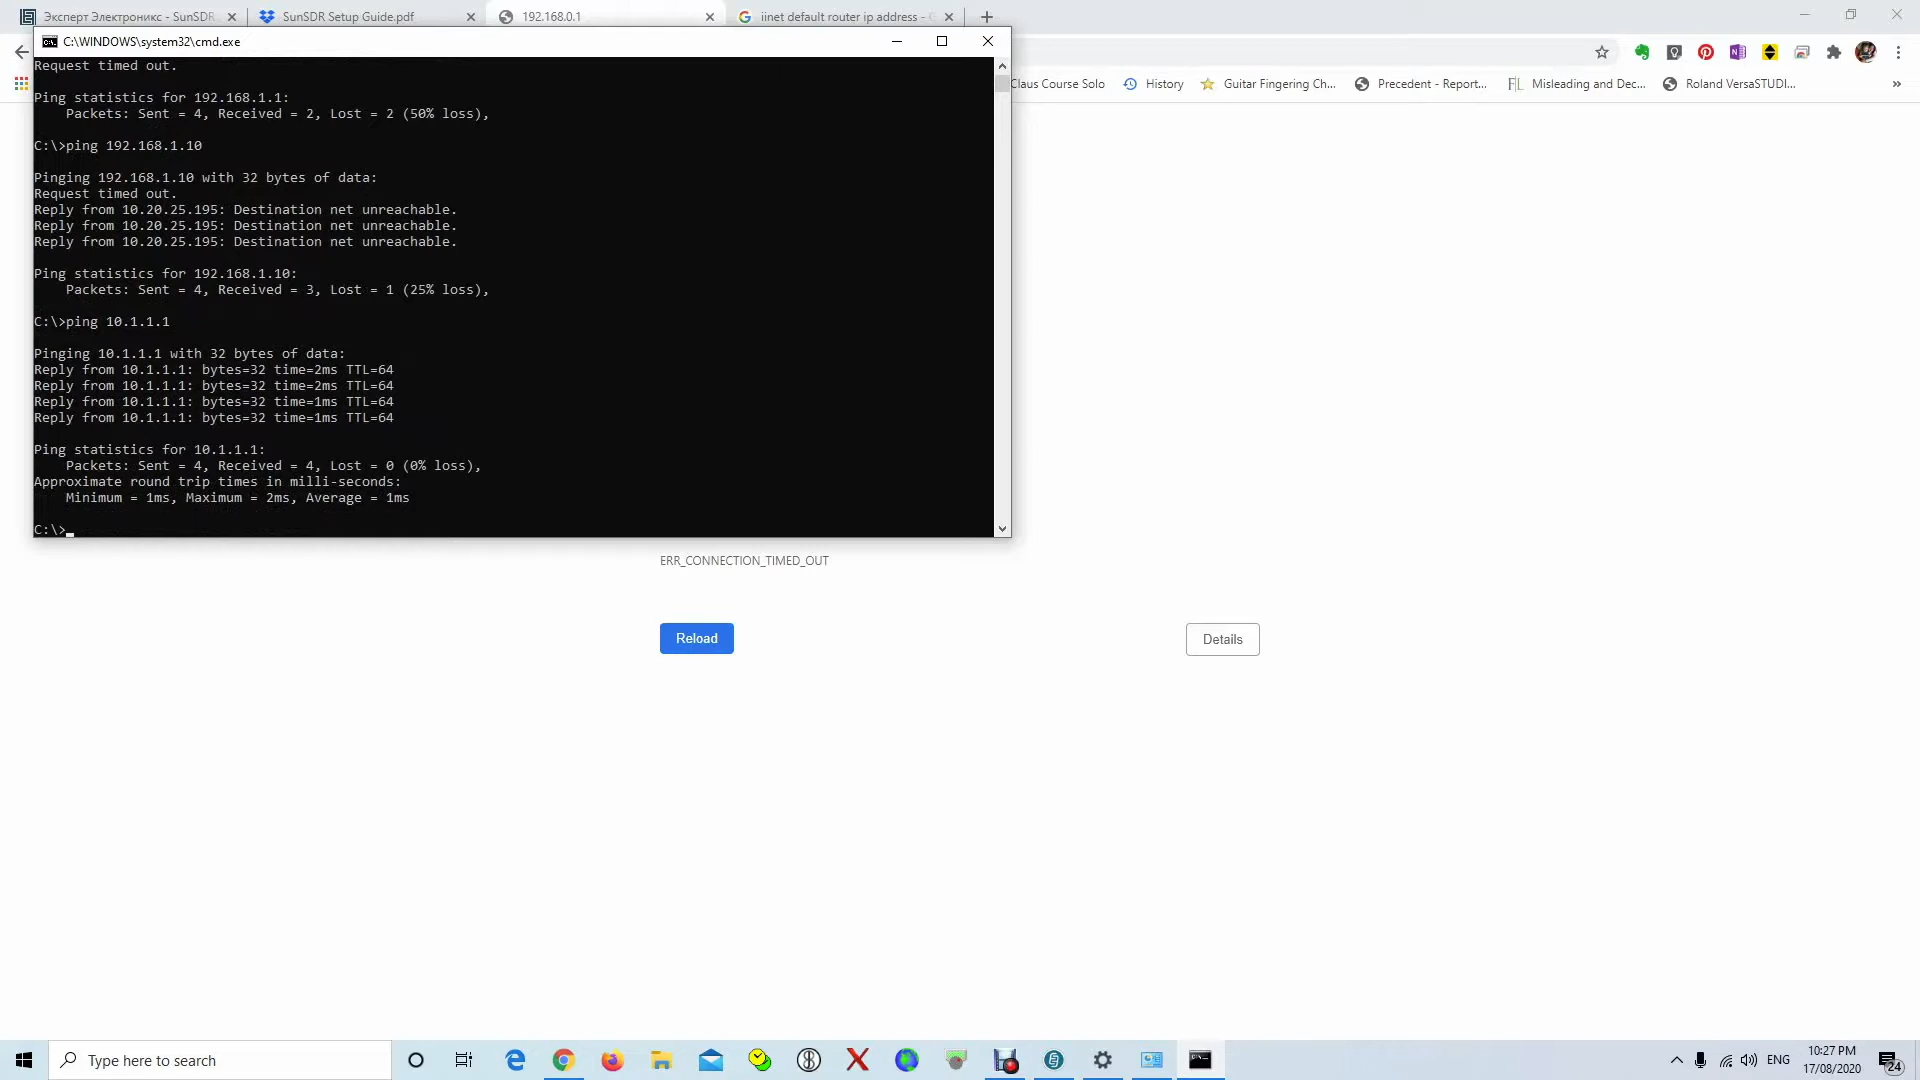 Эксперт Электроникс - SunSDR
SunSDR Setup Guide.pdf
192.168.0.1
iinet default router ip address -
C:\WINDOWS\system32\cmd.exe
Claus Course Solo
History
Guitar Fingering Ch...
Precedent - Report...
Misleading and Dec...
Roland VersaSTUDI...
Request timed out.
Ping statistics for 192.168.1.1:
Packets: Sent = 4, Received = 2, Lost = 2 (50% loss),
C:\>ping 192.168.1.10
Pinging 192.168.1.10 with 32 bytes of data:
Request timed out.
Reply from 10.20.25.195: Destination net unreachable.
Reply from 10.20.25.195: Destination net unreachable.
Reply from 10.20.25.195: Destination net unreachable.
Ping statistics for 192.168.1.10:
Packets: Sent = 4, Received = 3, Lost = 1 (25% loss),
C:\>ping 10.1.1.1
Pinging 10.1.1.1 with 32 bytes of data:
Reply from 10.1.1.1: bytes=32 time=2ms TTL=64
Reply from 10.1.1.1: bytes=32 time=2ms TTL=64
Reply from 10.1.1.1: bytes=32 time=1ms TTL=64
Reply from 10.1.1.1: bytes=32 time=1ms TTL=64
Ping statistics for 10.1.1.1:
Packets: Sent = 4, Received = 4, Lost = 0 (0% loss),
Approximate round trip times in milli-seconds:
Minimum = 1ms, Maximum = 2ms, Average = 1ms
C:\>
ERR_CONNECTION_TIMED_OUT
Reload
Details
Type here to search
ENG
10:27 PM
17/08/2020
24